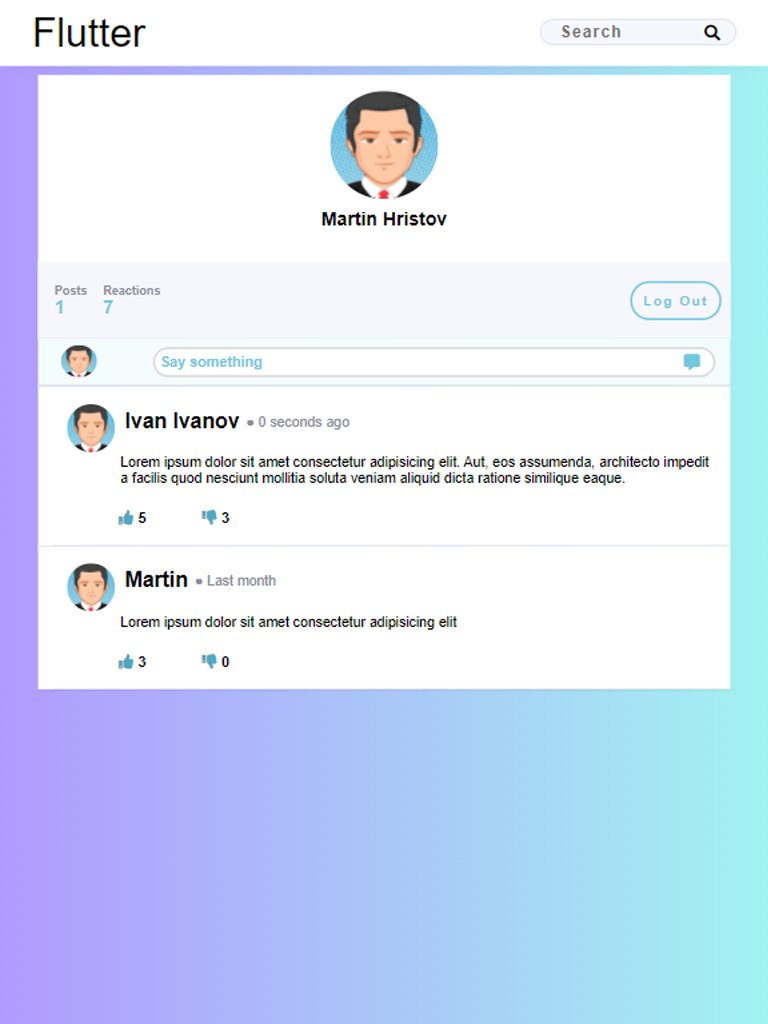 Flutter
Search
Martin Hristov
Posts Reactions
1 7
Log Out
Say something
Ivan Ivanov • 0 seconds ago
Lorem ipsum dolor sit amet consectetur adipisicing elit. Aut, eos assumenda, architecto impedit
a facilis quod nesciunt mollitia soluta veniam aliquid dicta ratione similique eaque.
5 3
Martin • Last month
Lorem ipsum dolor sit amet consectetur adipisicing elit
3 0